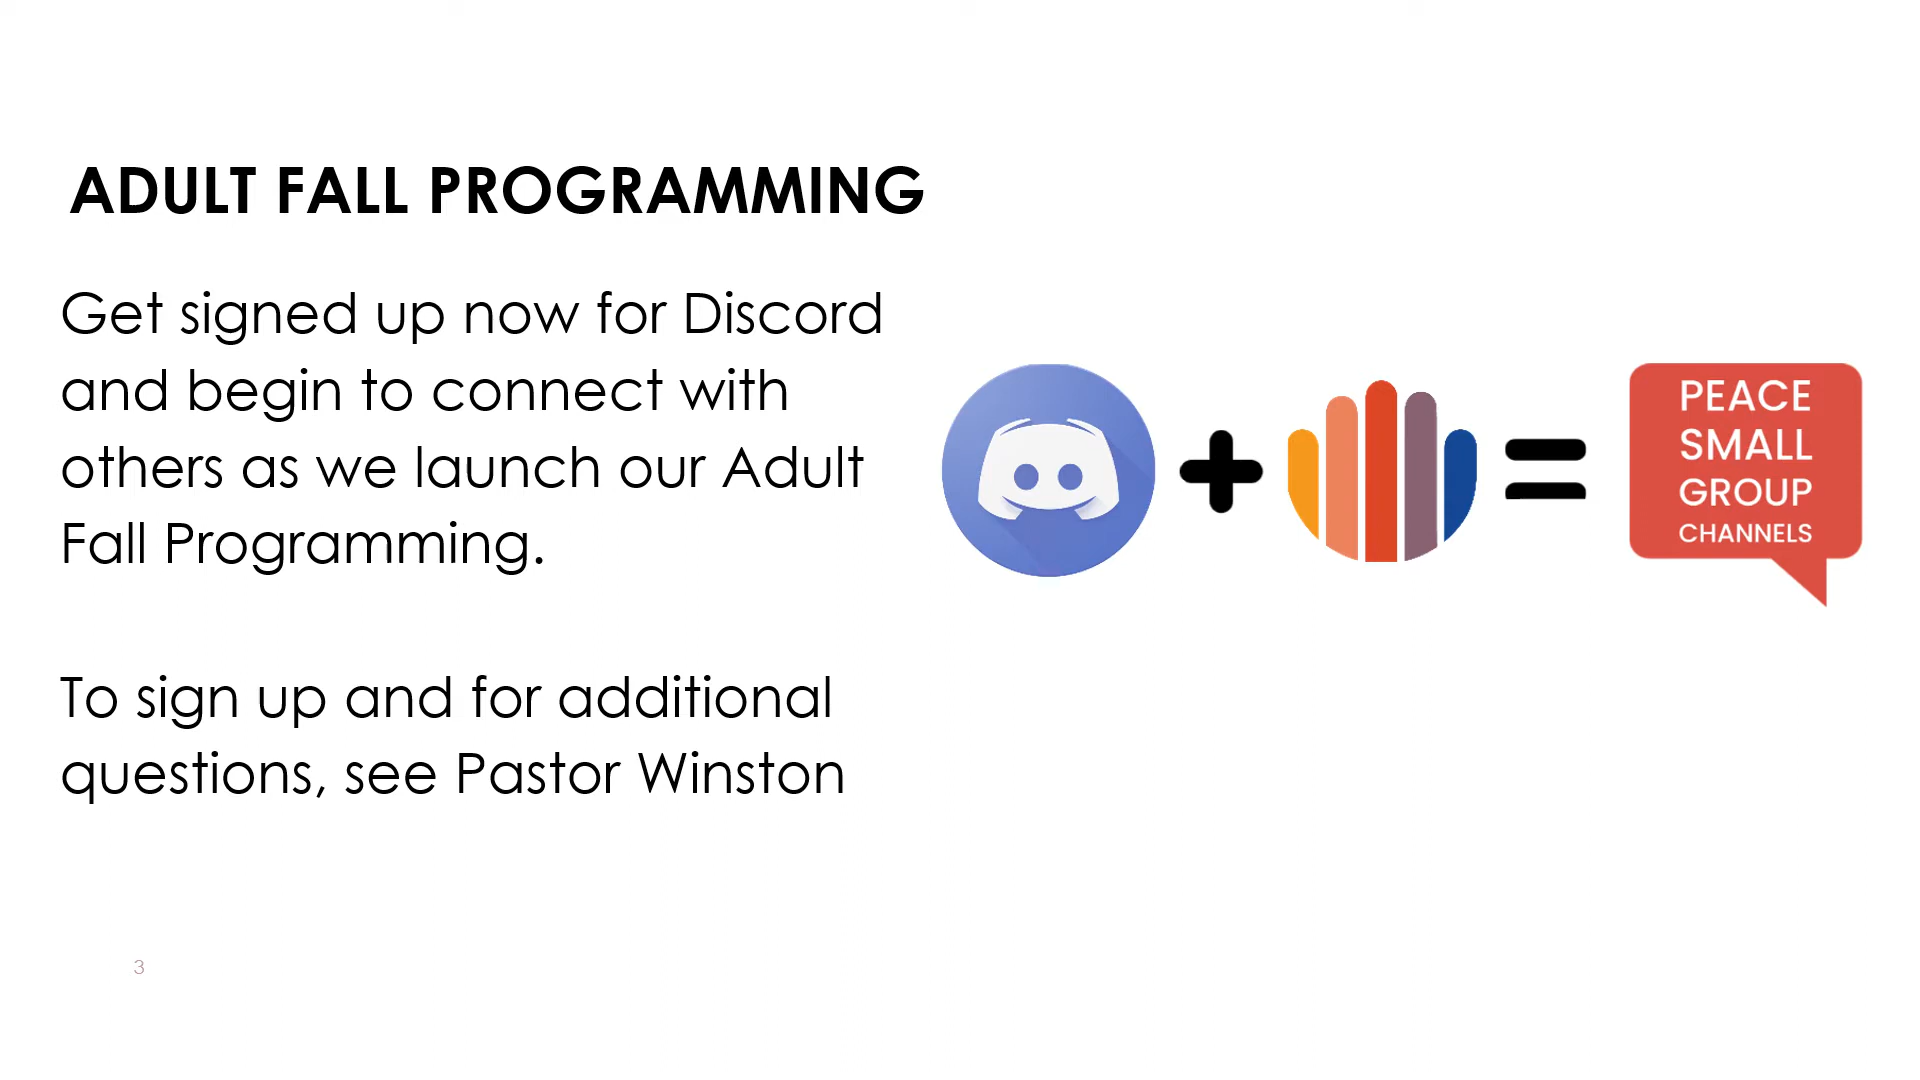 ADULT FALL PROGRAMMING
Get signed up now for Discord
and begin to connect with
others as we launch our Adult
Fall Programming.
To sign up and for additional
questions, see Pastor Winston
PEACE
SMALL
GROUP
CHANNELS
3